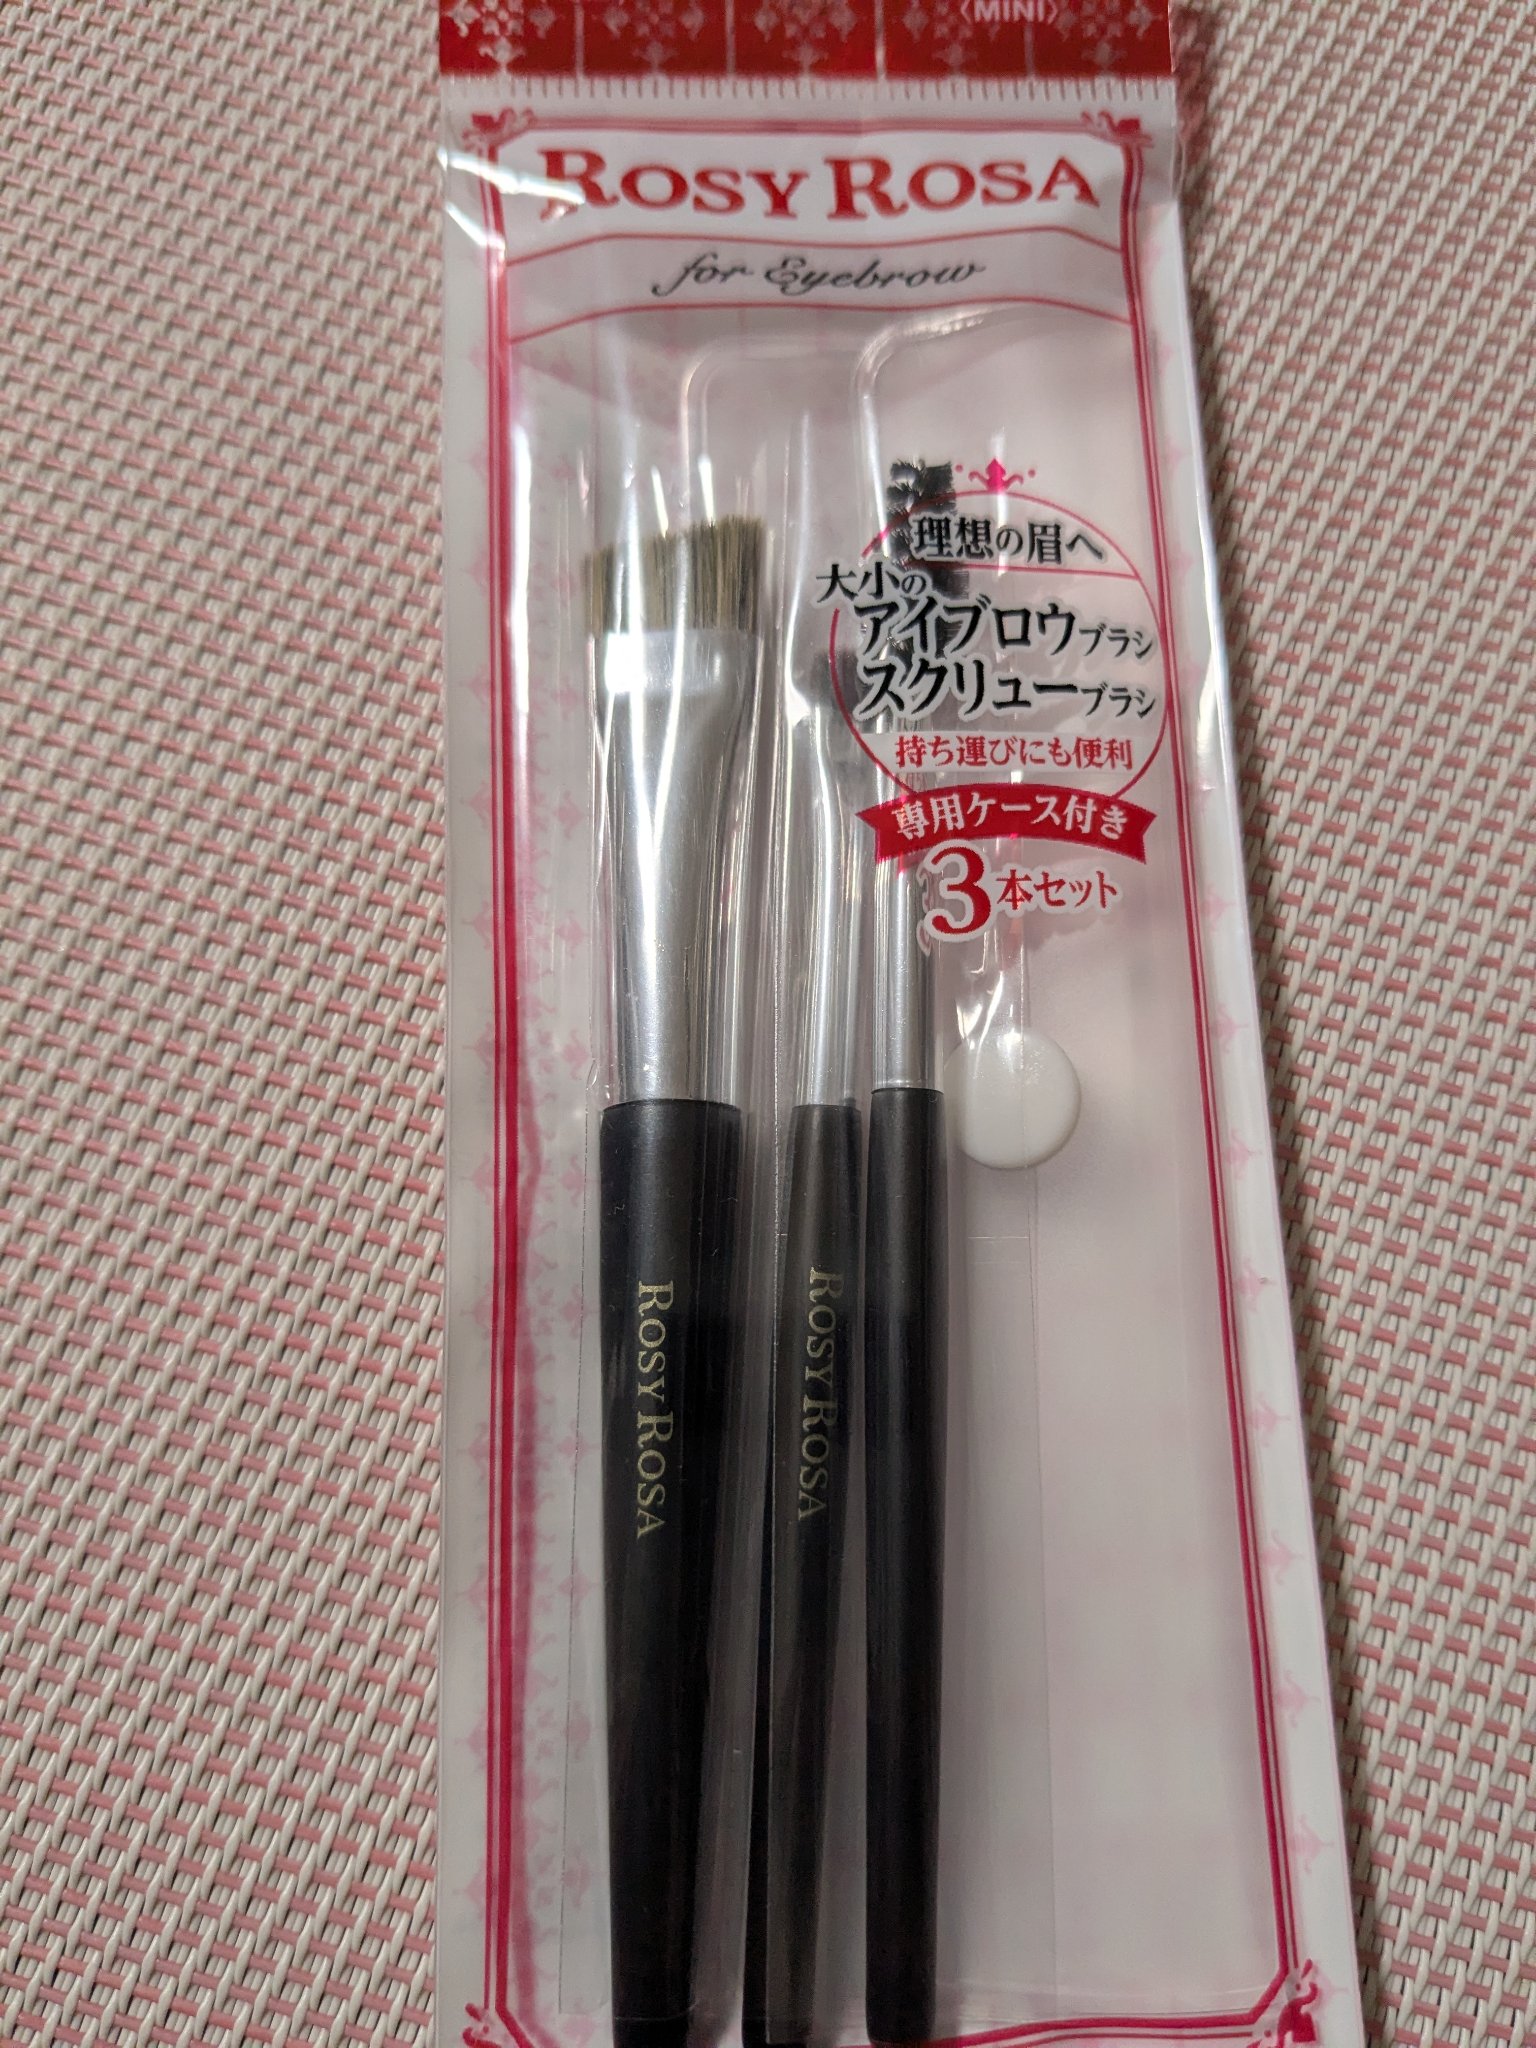 〈MINI〉
ROSY ROSA
for Eyebrow
理想の眉へ
大小の
アイブロウブラシ
スクリューブラシ
持ち運びにも便利
専用ケース付き
3本セット
ROSY ROSA
ROSY ROSA